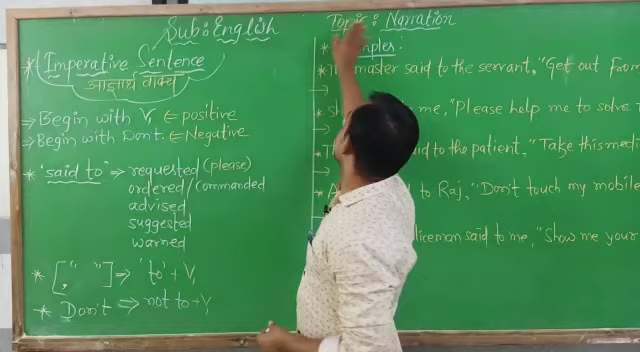 Sub: English
Topic: Narration
* Imperative Sentence
आज्ञार्थ वाक्य
→ Begin with V₁ ∈ positive
→ Begin with Don't. ∈ Negative
* "said to" → requested (please)
ordered / commanded
advised
suggested
warned
* [, " "] ⇒ 'to' + V₁
* Don't ⇒ not to + V₁
master said to the servant, "Get out from
me, "Please help me to solve
said to the patient, "Take this
to Raj, "Don't touch my mobile
said to me, "Show me your